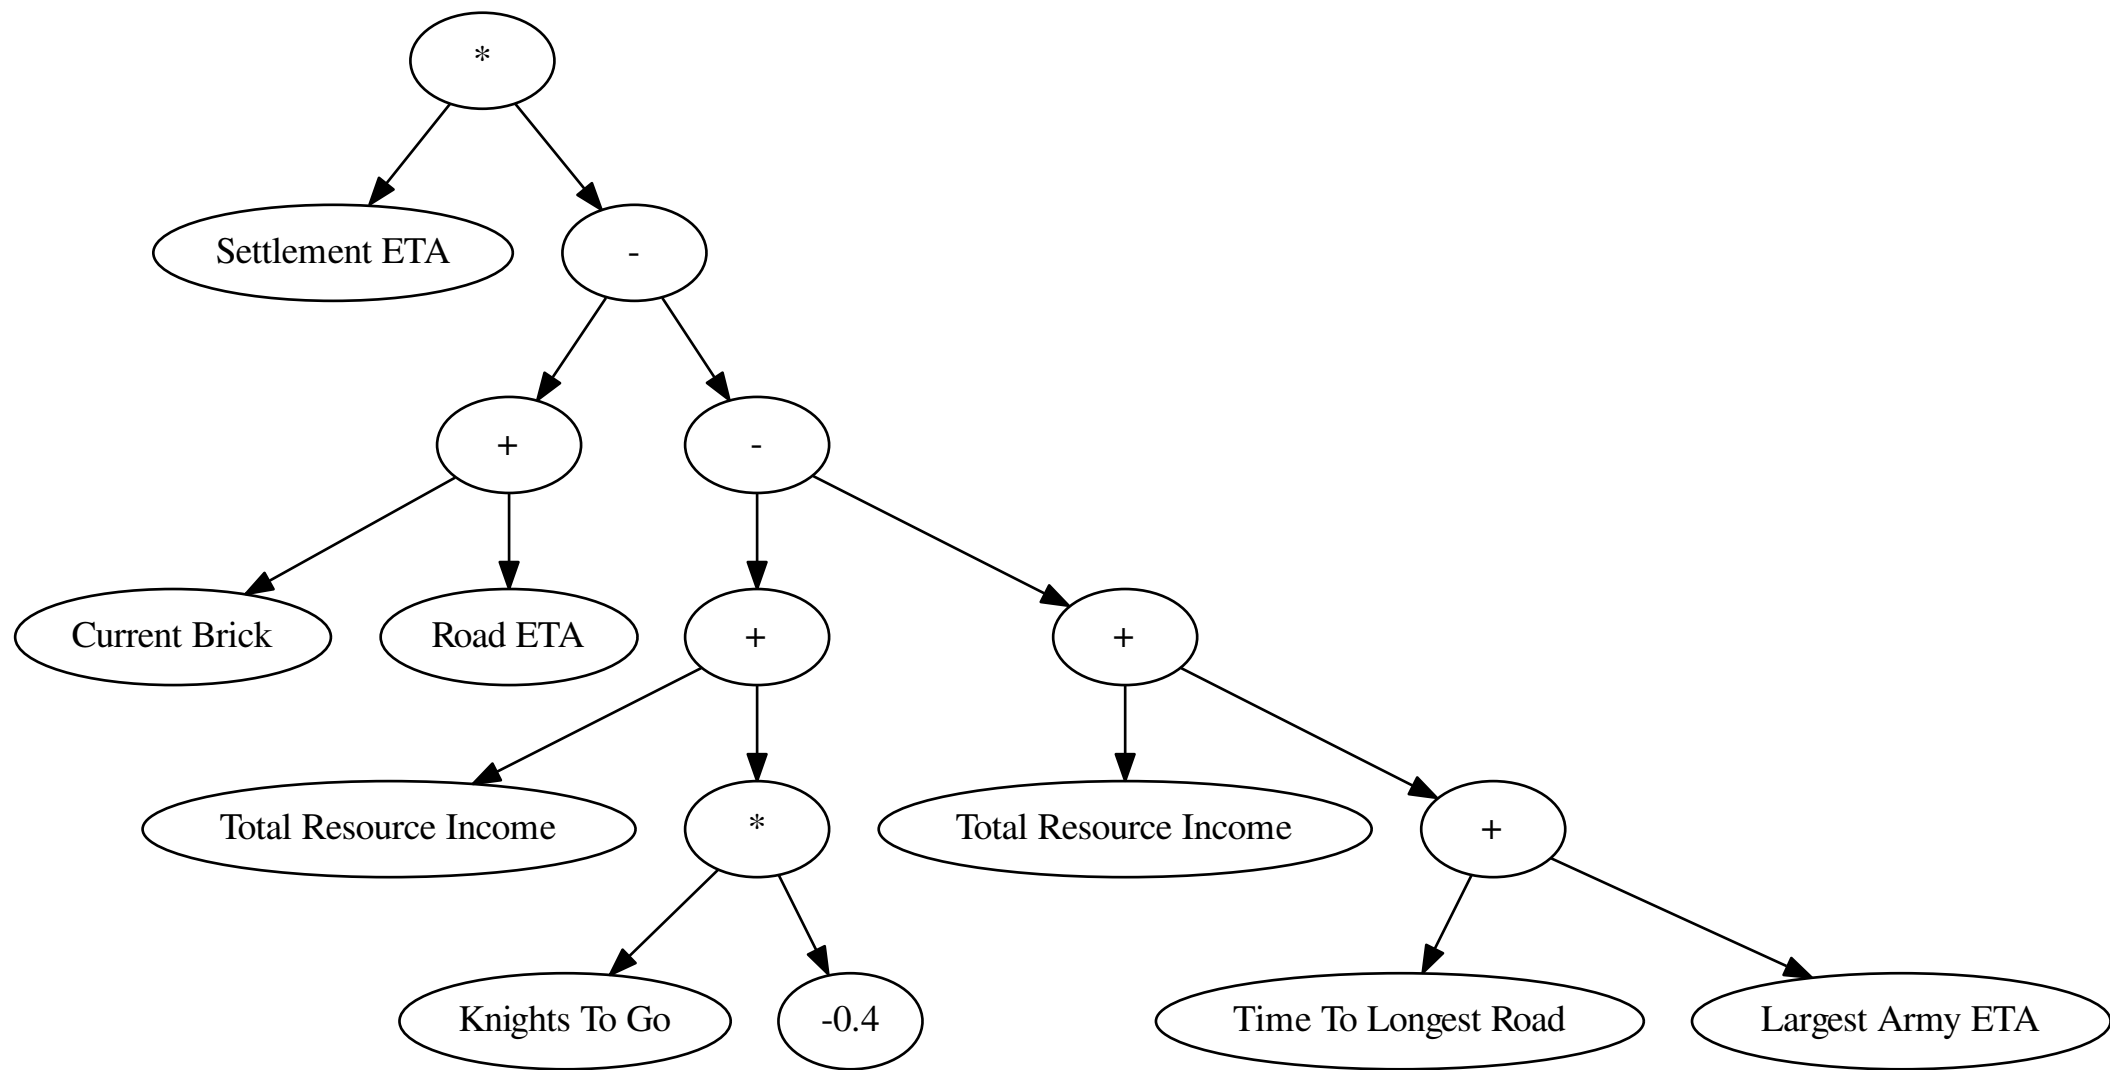 *
Settlement ETA
-
+
-
Current Brick
Road ETA
+
+
Total Resource Income
*
Total Resource Income
+
Knights To Go
-0.4
Time To Longest Road
Largest Army ETA